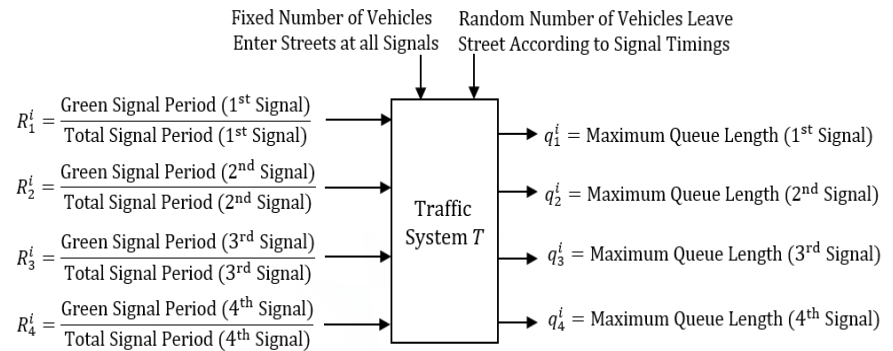 Fixed Number of Vehicles
Enter Streets at all Signals
Random Number of Vehicles Leave
Street According to Signal Timings
R₁ⁱ = Green Signal Period (1ˢᵗ Signal) / Total Signal Period (1ˢᵗ Signal)
R₂ⁱ = Green Signal Period (2ⁿᵈ Signal) / Total Signal Period (2ⁿᵈ Signal)
R₃ⁱ = Green Signal Period (3ʳᵈ Signal) / Total Signal Period (3ʳᵈ Signal)
R₄ⁱ = Green Signal Period (4ᵗʰ Signal) / Total Signal Period (4ᵗʰ Signal)
Traffic
System T
q₁ⁱ = Maximum Queue Length (1ˢᵗ Signal)
q₂ⁱ = Maximum Queue Length (2ⁿᵈ Signal)
q₃ⁱ = Maximum Queue Length (3ʳᵈ Signal)
q₄ⁱ = Maximum Queue Length (4ᵗʰ Signal)